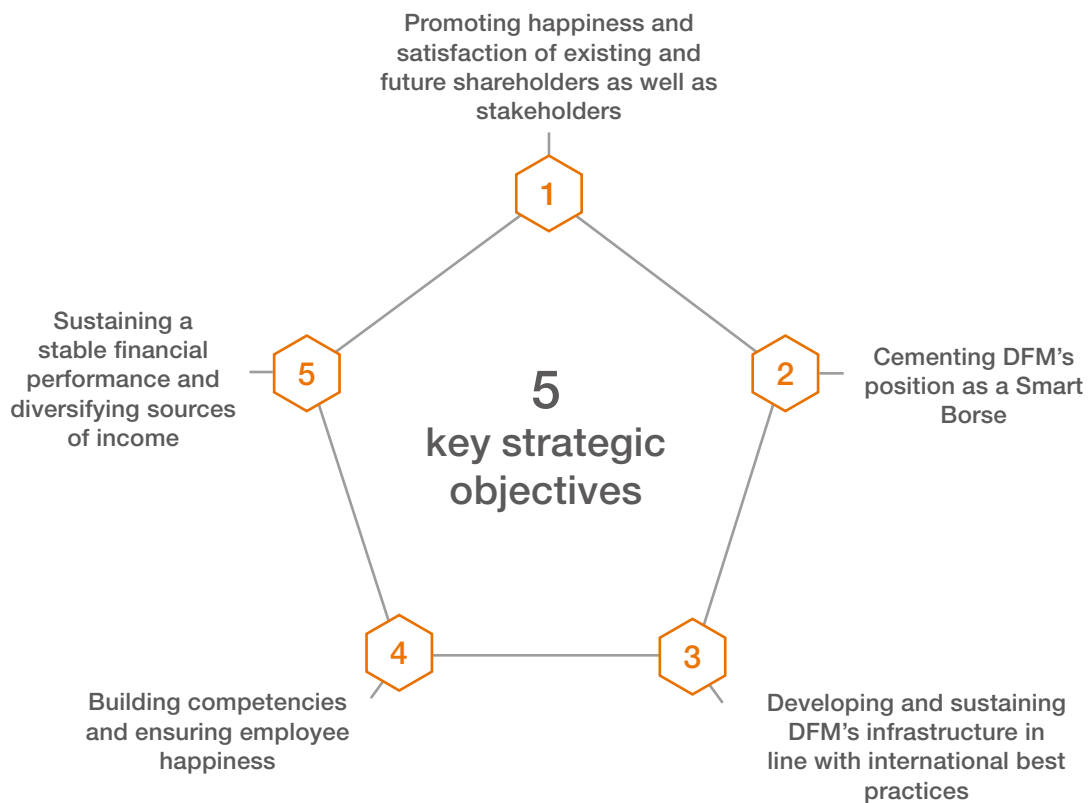 Promoting happiness and
satisfaction of existing and
future shareholders as well as
stakeholders
1
2
Cementing DFM’s
position as a Smart
Borse
3
Developing and sustaining
DFM’s infrastructure in
line with international best
practices
4
Building competencies
and ensuring employee
happiness
5
Sustaining a
stable financial
performance and
diversifying sources
of income
5
key strategic
objectives